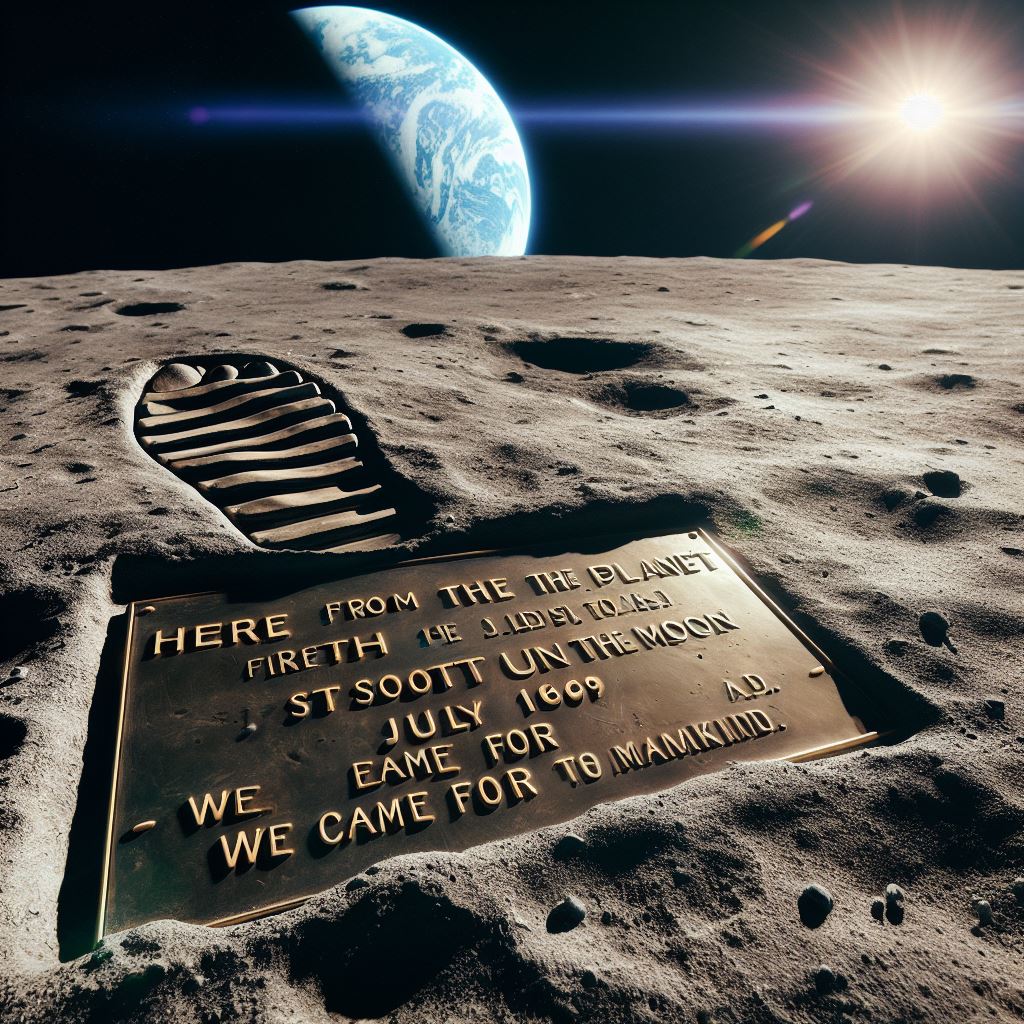 HERE FROM THE THE PLANET
FIRETH
ST SOOTT UN THE MOON
JULY 1609 A.D.
EAME FOR
WE
WE CAME FOR TO MAMKIIID.